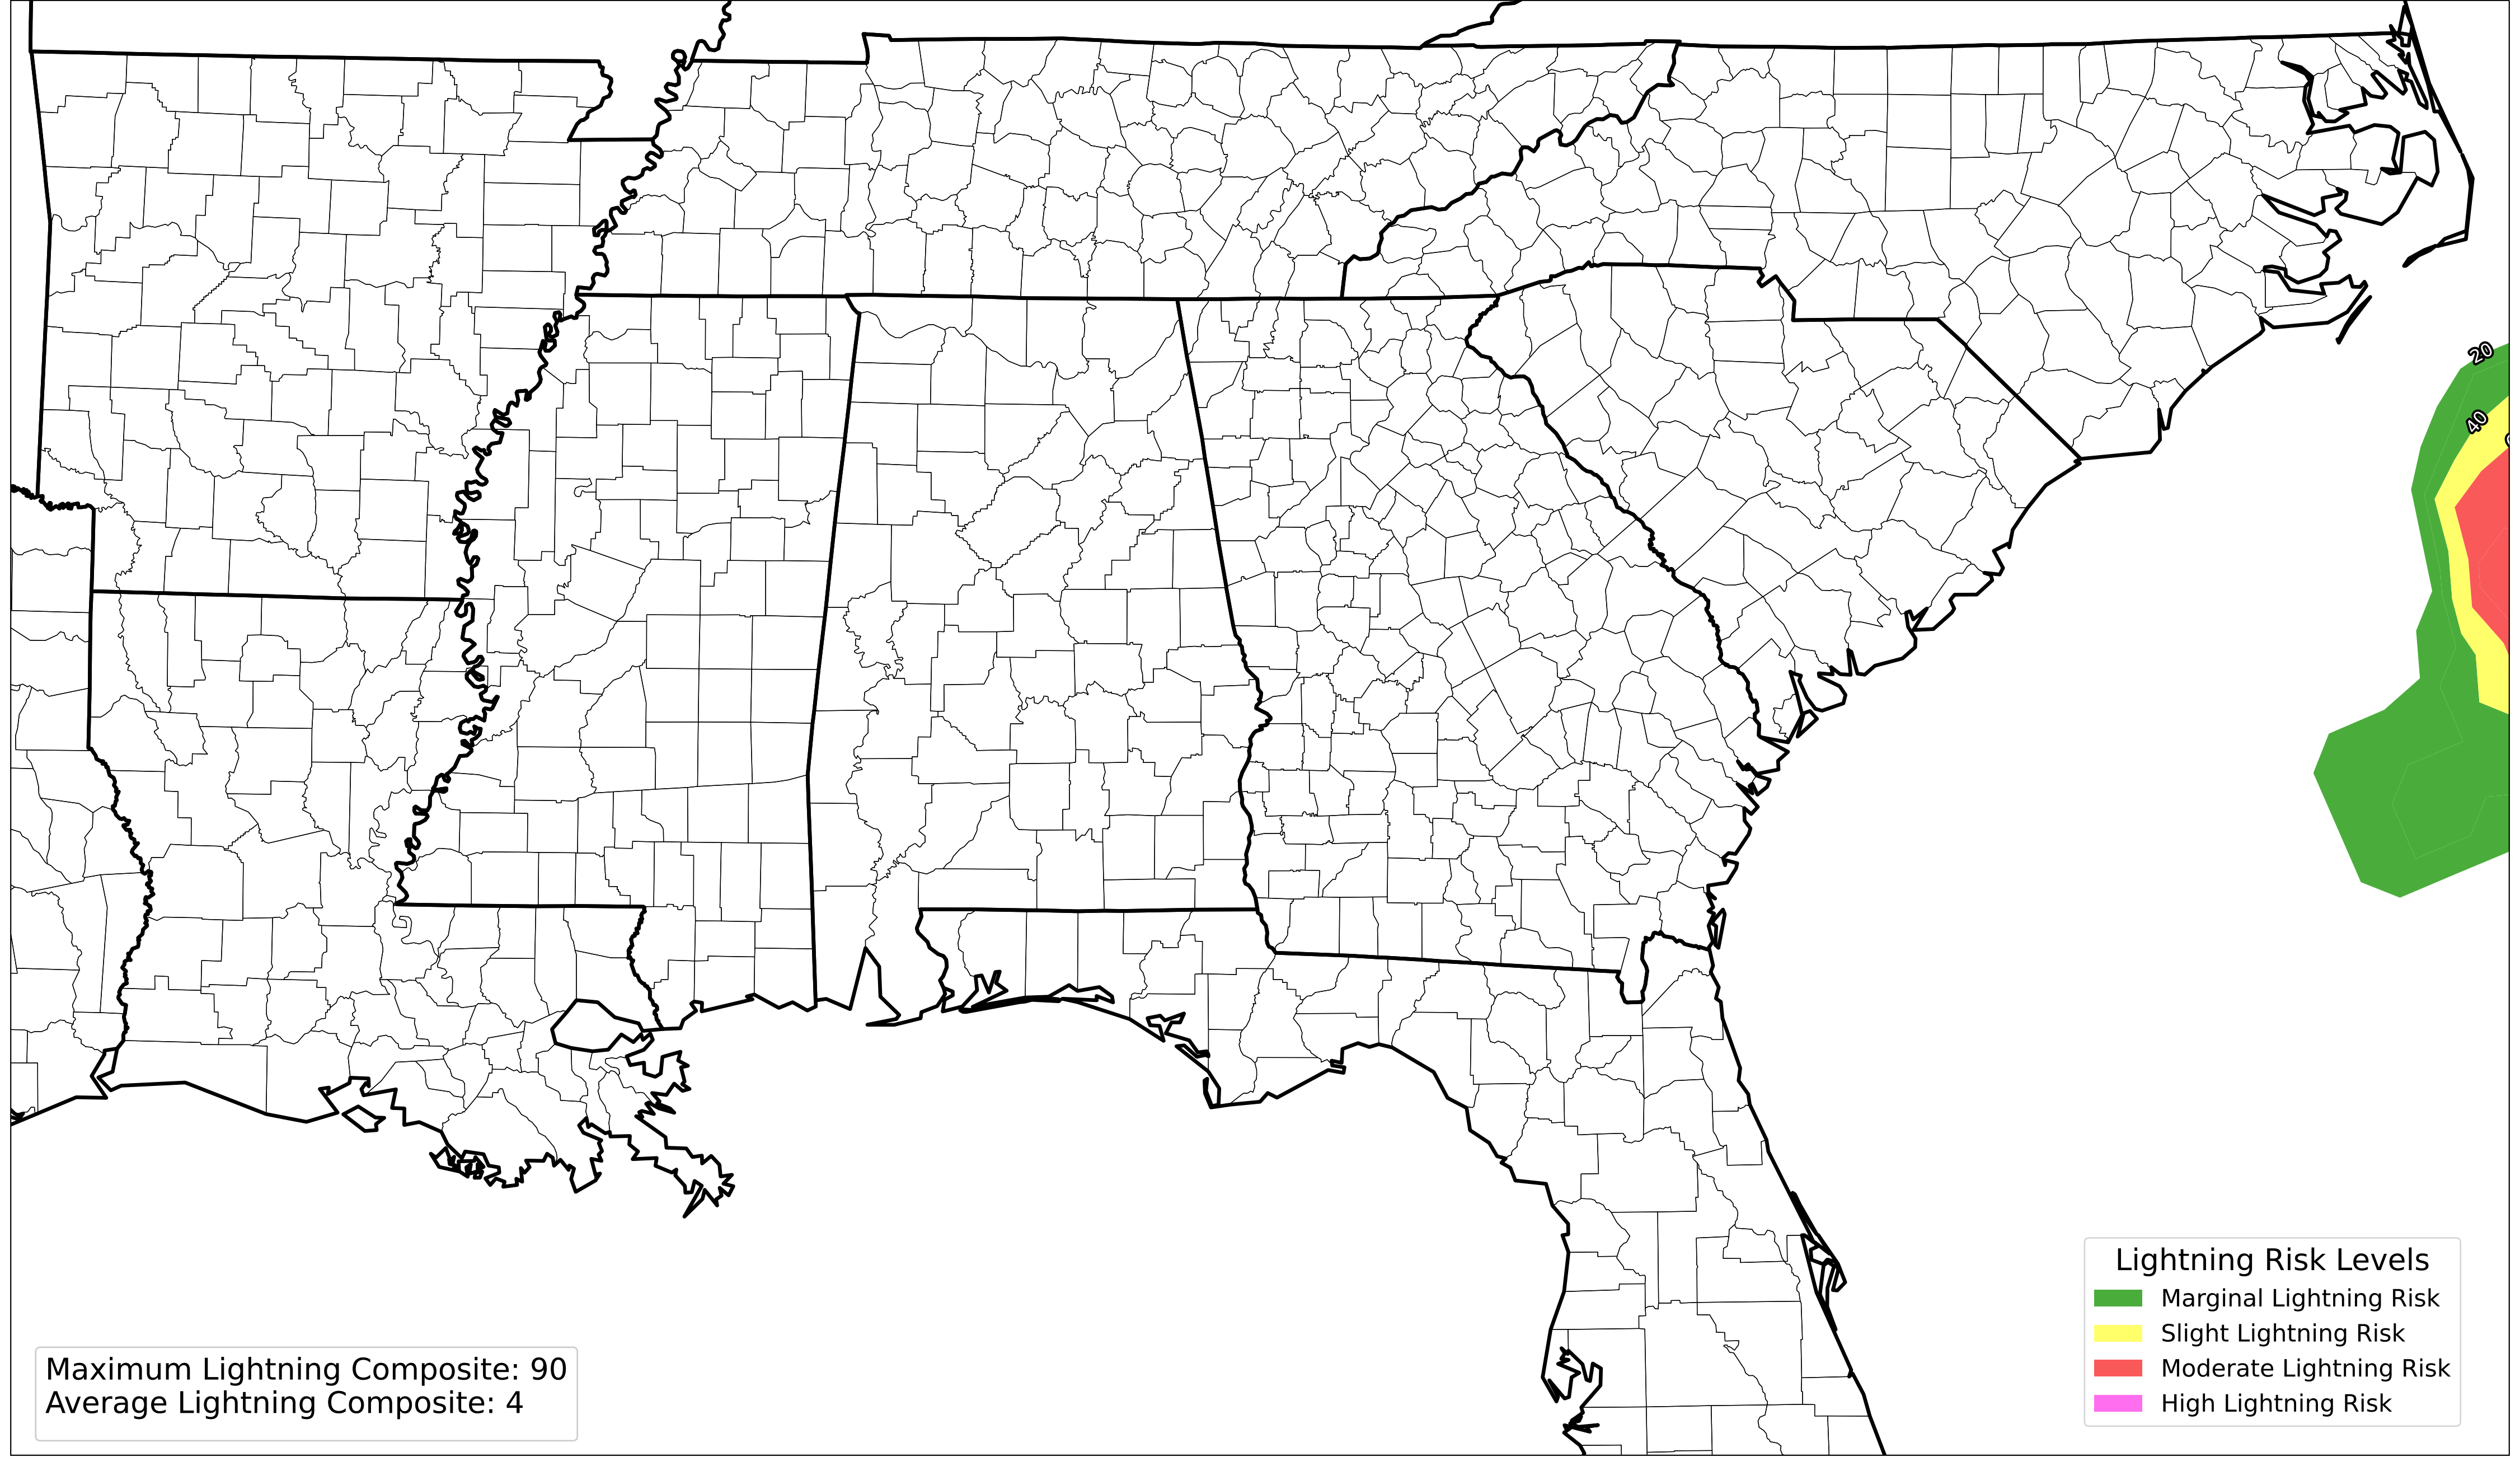 20
40
Lightning Risk Levels
Marginal Lightning Risk
Slight Lightning Risk
Moderate Lightning Risk
High Lightning Risk
Maximum Lightning Composite: 90
Average Lightning Composite: 4